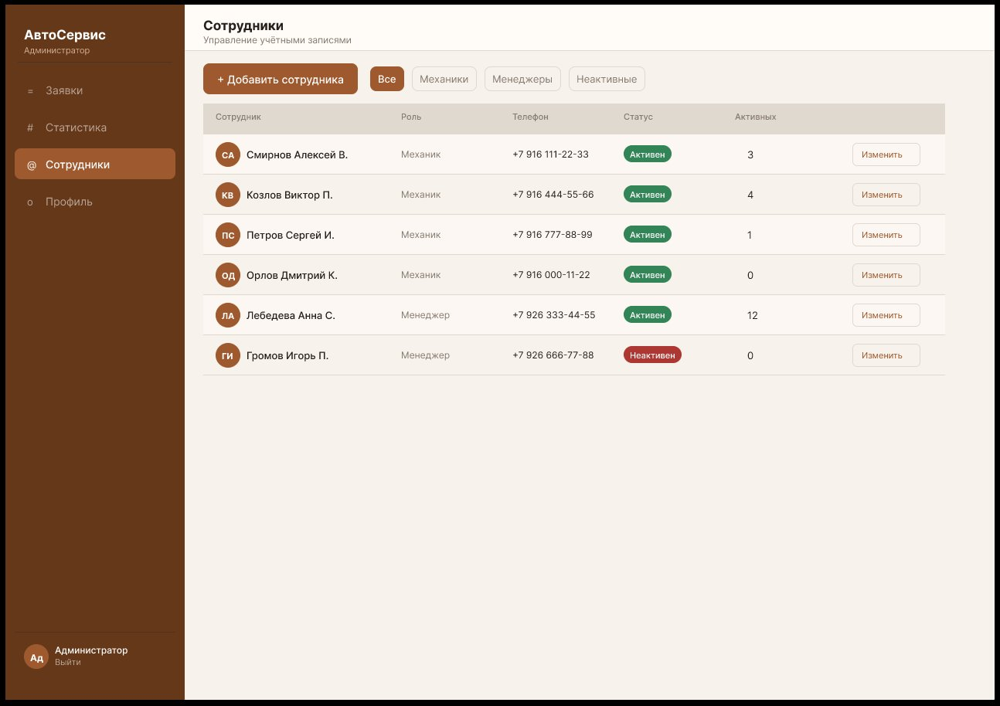 АвтоСервис
Администратор
= Заявки
# Статистика
@ Сотрудники
o Профиль
Ад Администратор
Выйти
Сотрудники
Управление учётными записями
+ Добавить сотрудника Все Механики Менеджеры Неактивные
Сотрудник Роль Телефон Статус Активных
СА Смирнов Алексей В. Механик +7 916 111-22-33 Активен 3 Изменить
КВ Козлов Виктор П. Механик +7 916 444-55-66 Активен 4 Изменить
ПС Петров Сергей И. Механик +7 916 777-88-99 Активен 1 Изменить
ОД Орлов Дмитрий К. Механик +7 916 000-11-22 Активен 0 Изменить
ЛА Лебедева Анна С. Менеджер +7 926 333-44-55 Активен 12 Изменить
ГИ Громов Игорь П. Менеджер +7 926 666-77-88 Неактивен 0 Изменить